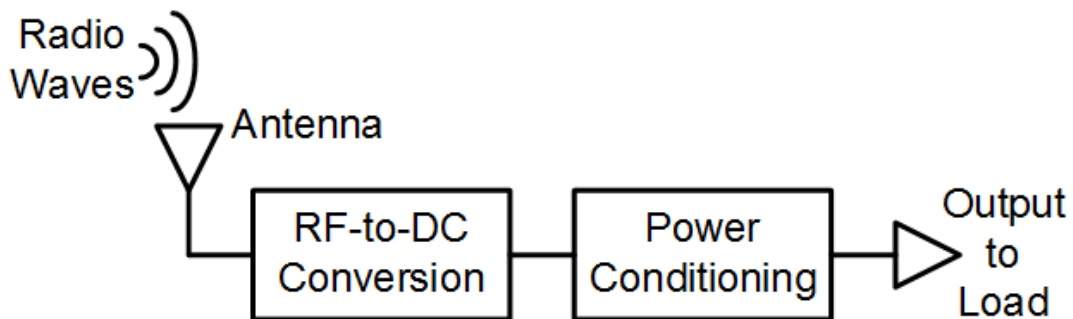 Radio
Waves
Antenna
RF-to-DC
Conversion
Power
Conditioning
Output
to
Load